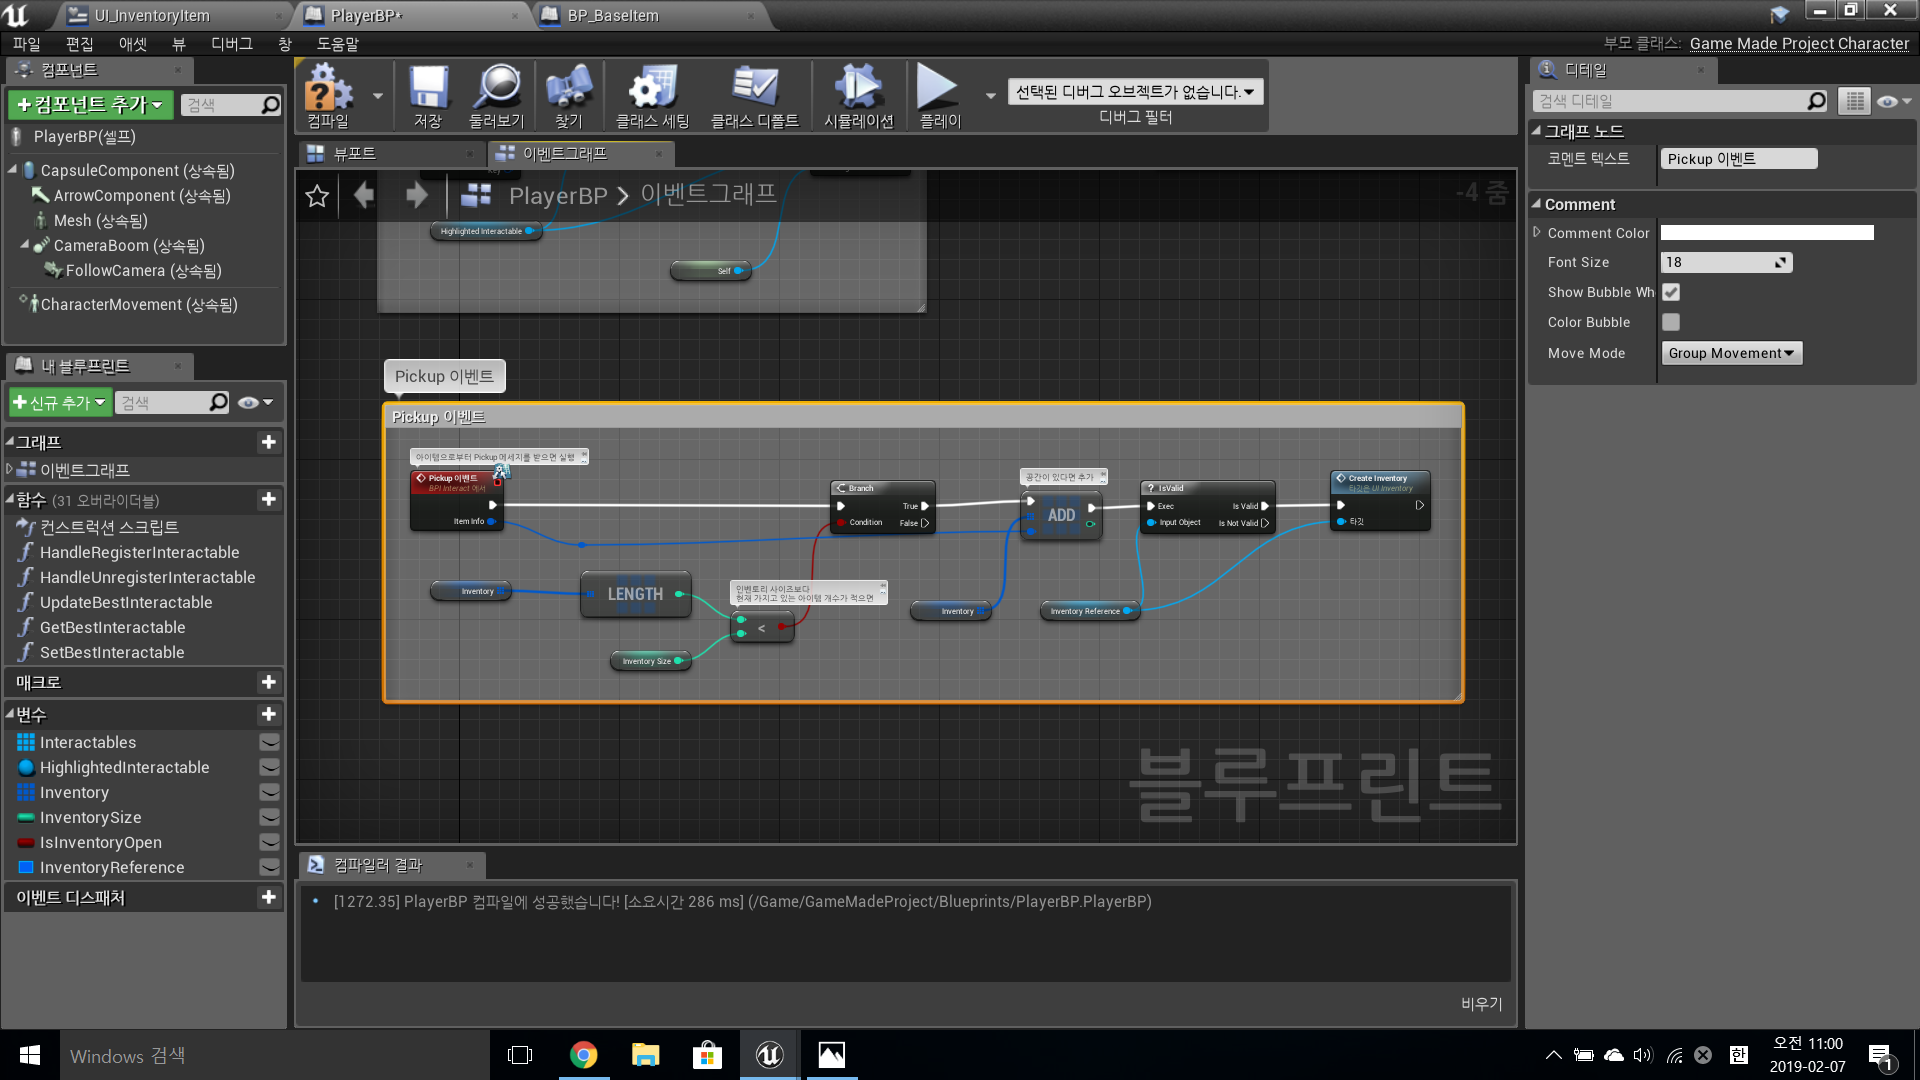 UI_InventoryItem
PlayerBP*
BP_BaseItem
파일 편집 애셋 뷰 디버그 창 도움말
부모 클래스: Game Made Project Character
컴포넌트
+컴포넌트 추가
검색
PlayerBP(셀프)
CapsuleComponent (상속됨)
ArrowComponent (상속됨)
Mesh (상속됨)
CameraBoom (상속됨)
FollowCamera (상속됨)
CharacterMovement (상속됨)
내 블루프린트
+신규 추가
검색
그래프
이벤트그래프
함수 (31 오버라이더블)
컨스트럭션 스크립트
HandleRegisterInteractable
HandleUnregisterInteractable
UpdateBestInteractable
GetBestInteractable
SetBestInteractable
매크로
변수
Interactables
HighlightedInteractable
Inventory
InventorySize
IsInventoryOpen
InventoryReference
이벤트 디스패처
컴파일
저장
둘러보기
찾기
클래스 세팅
클래스 디폴트
시뮬레이션
플레이
선택된 디버그 오브젝트가 없습니다.
디버그 필터
뷰포트
이벤트그래프
PlayerBP > 이벤트그래프
-4 줌
Key
Highlighted Interactable
Self
Pickup 이벤트
Pickup 이벤트
아이템으로부터 Pickup 메세지를 받으면 실행
Pickup 이벤트
BPI Interact 에서
Item Info
Inventory
LENGTH
Inventory Size
인벤토리 사이즈보다
현재 가지고 있는 아이템 개수가 적으면
<
Branch
True
Condition
False
공간이 있다면 추가
ADD
Inventory
? IsValid
Exec
Is Valid
Input Object
Is Not Valid
Inventory Reference
Create Inventory
타깃은 UI Inventory
타깃
블루프린트
컴파일러 결과
[1272.35] PlayerBP 컴파일에 성공했습니다! [소요시간 286 ms] (/Game/GameMadeProject/Blueprints/PlayerBP.PlayerBP)
비우기
디테일
검색 디테일
그래프 노드
코멘트 텍스트
Pickup 이벤트
Comment
Comment Color
Font Size
18
Show Bubble Wh
Color Bubble
Move Mode
Group Movement
Windows 검색
한
오전 11:00
2019-02-07
1